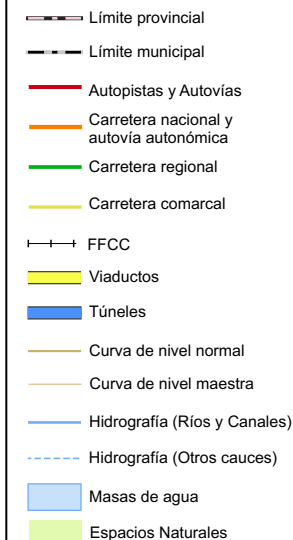 Límite provincial
Límite municipal
Autopistas y Autovías
Carretera nacional y
autovía autonómica
Carretera regional
Carretera comarcal
FFCC
Viaductos
Túneles
Curva de nivel normal
Curva de nivel maestra
Hidrografía (Ríos y Canales)
Hidrografía (Otros cauces)
Masas de agua
Espacios Naturales